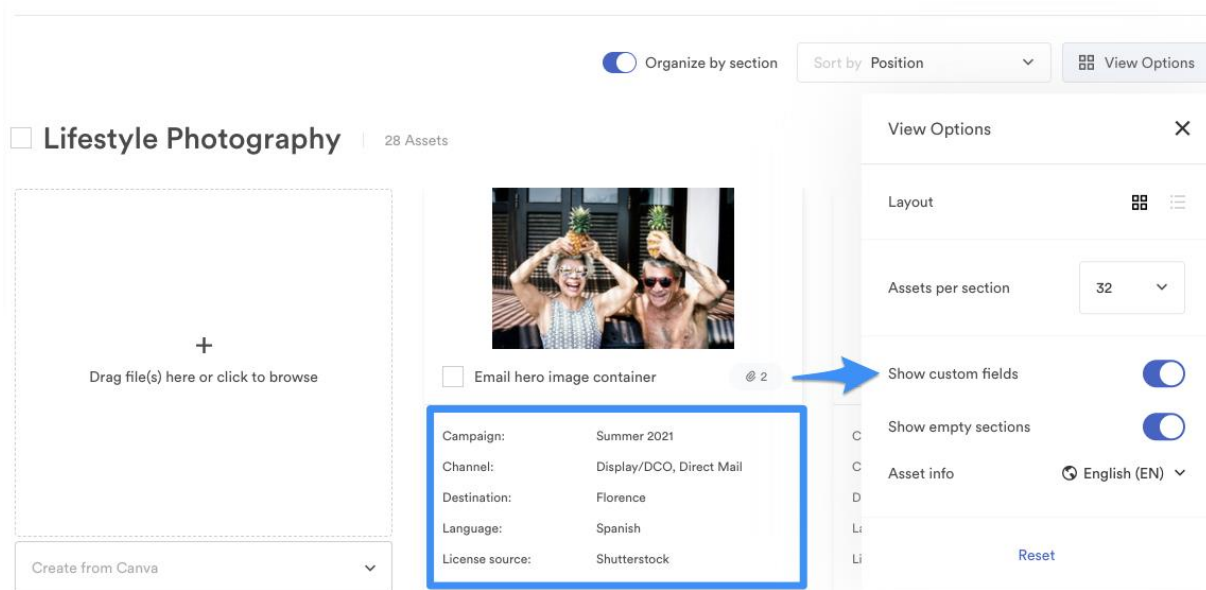 Organize by section
Sort by Position
View Options
Lifestyle Photography
28 Assets
View Options
Layout
Assets per section
32
Drag file(s) here or click to browse
Email hero image container
2
Show custom fields
Show empty sections
Asset info
English (EN)
Reset
Campaign: Summer 2021
Channel: Display/DCO, Direct Mail
Destination: Florence
Language: Spanish
License source: Shutterstock
C
C
D
La
Li
Create from Canva